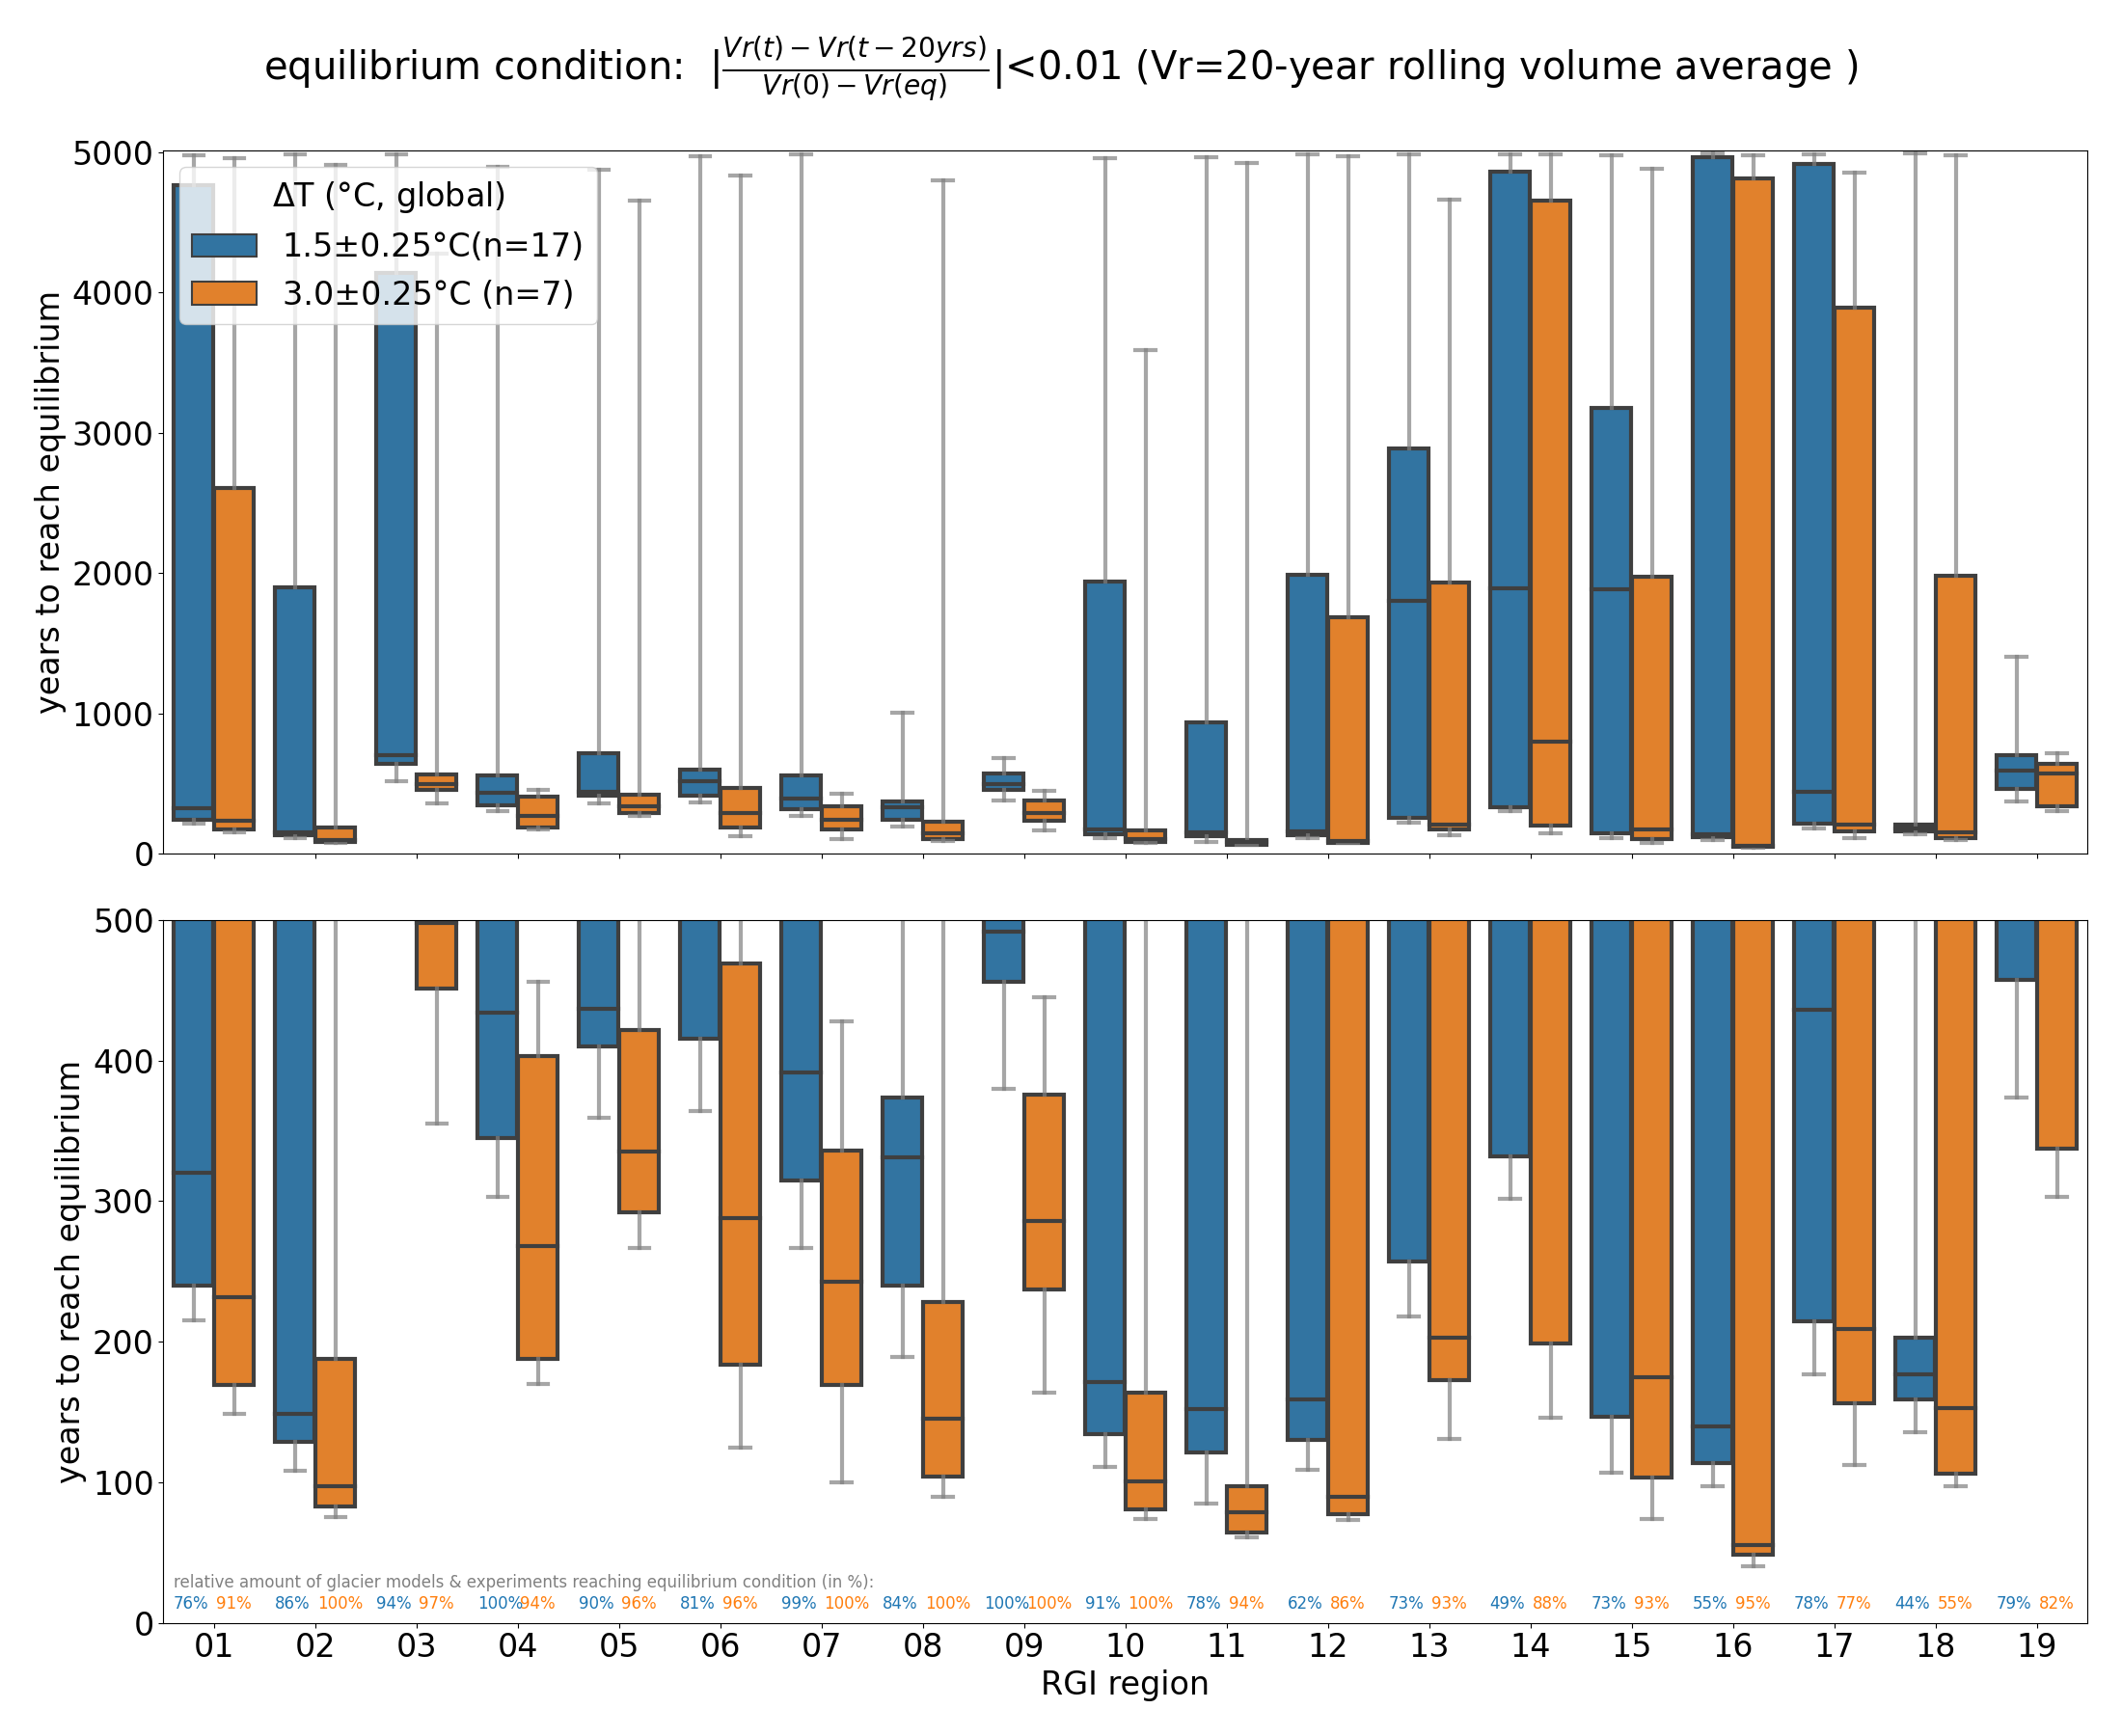 equilibrium condition: |\frac{Vr(t)−Vr(t−20yrs)}{Vr(0)−Vr(eq)}|<0.01 (Vr=20-year rolling volume average )
5000
4000
3000
2000
1000
0
years to reach equilibrium
ΔT (°C, global)
1.5±0.25°C(n=17)
3.0±0.25°C (n=7)
500
400
300
200
100
0
years to reach equilibrium
relative amount of glacier models & experiments reaching equilibrium condition (in %):
76% 91% 86% 100% 94% 97% 100% 94% 90% 96% 81% 96% 99% 100% 84% 100% 100% 100% 91% 100% 78% 94% 62% 86% 73% 93% 49% 88% 73% 93% 55% 95% 78% 77% 44% 55% 79% 82%
01 02 03 04 05 06 07 08 09 10 11 12 13 14 15 16 17 18 19
RGI region